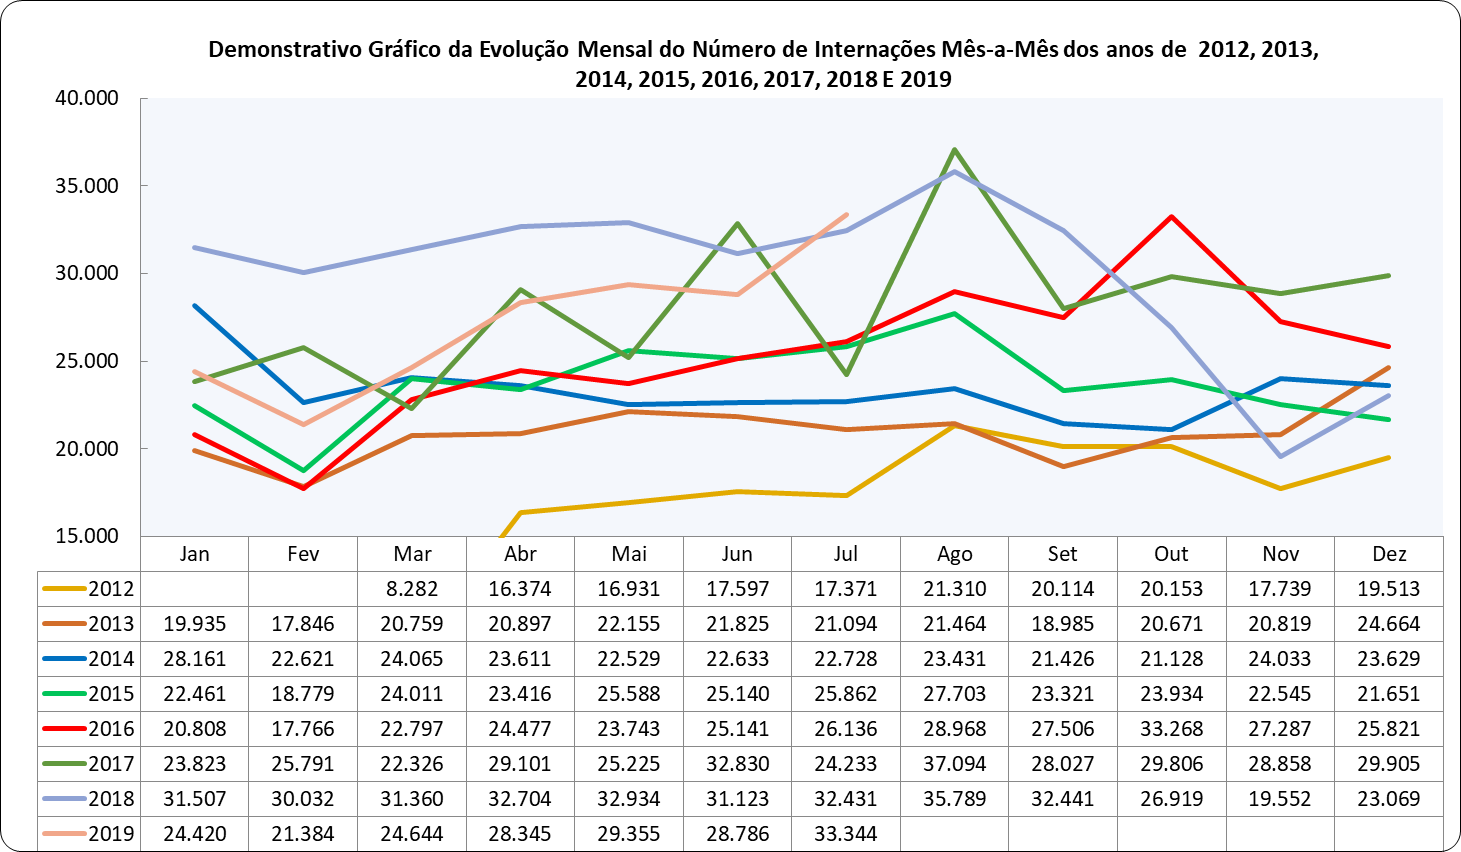 Demonstrativo Gráfico da Evolução Mensal do Número de Internações Mês-a-Mês dos anos de 2012, 2013,
2014, 2015, 2016, 2017, 2018 E 2019
40.000
35.000
30.000
25.000
20.000
15.000
Jan Fev Mar Abr Mai Jun Jul Ago Set Out Nov Dez
2012 8.282 16.374 16.931 17.597 17.371 21.310 20.114 20.153 17.739 19.513
2013 19.935 17.846 20.759 20.897 22.155 21.825 21.094 21.464 18.985 20.671 20.819 24.664
2014 28.161 22.621 24.065 23.611 22.529 22.633 22.728 23.431 21.426 21.128 24.033 23.629
2015 22.461 18.779 24.011 23.416 25.588 25.140 25.862 27.703 23.321 23.934 22.545 21.651
2016 20.808 17.766 22.797 24.477 23.743 25.141 26.136 28.968 27.506 33.268 27.287 25.821
2017 23.823 25.791 22.326 29.101 25.225 32.830 24.233 37.094 28.027 29.806 28.858 29.905
2018 31.507 30.032 31.360 32.704 32.934 31.123 32.431 35.789 32.441 26.919 19.552 23.069
2019 24.420 21.384 24.644 28.345 29.355 28.786 33.344